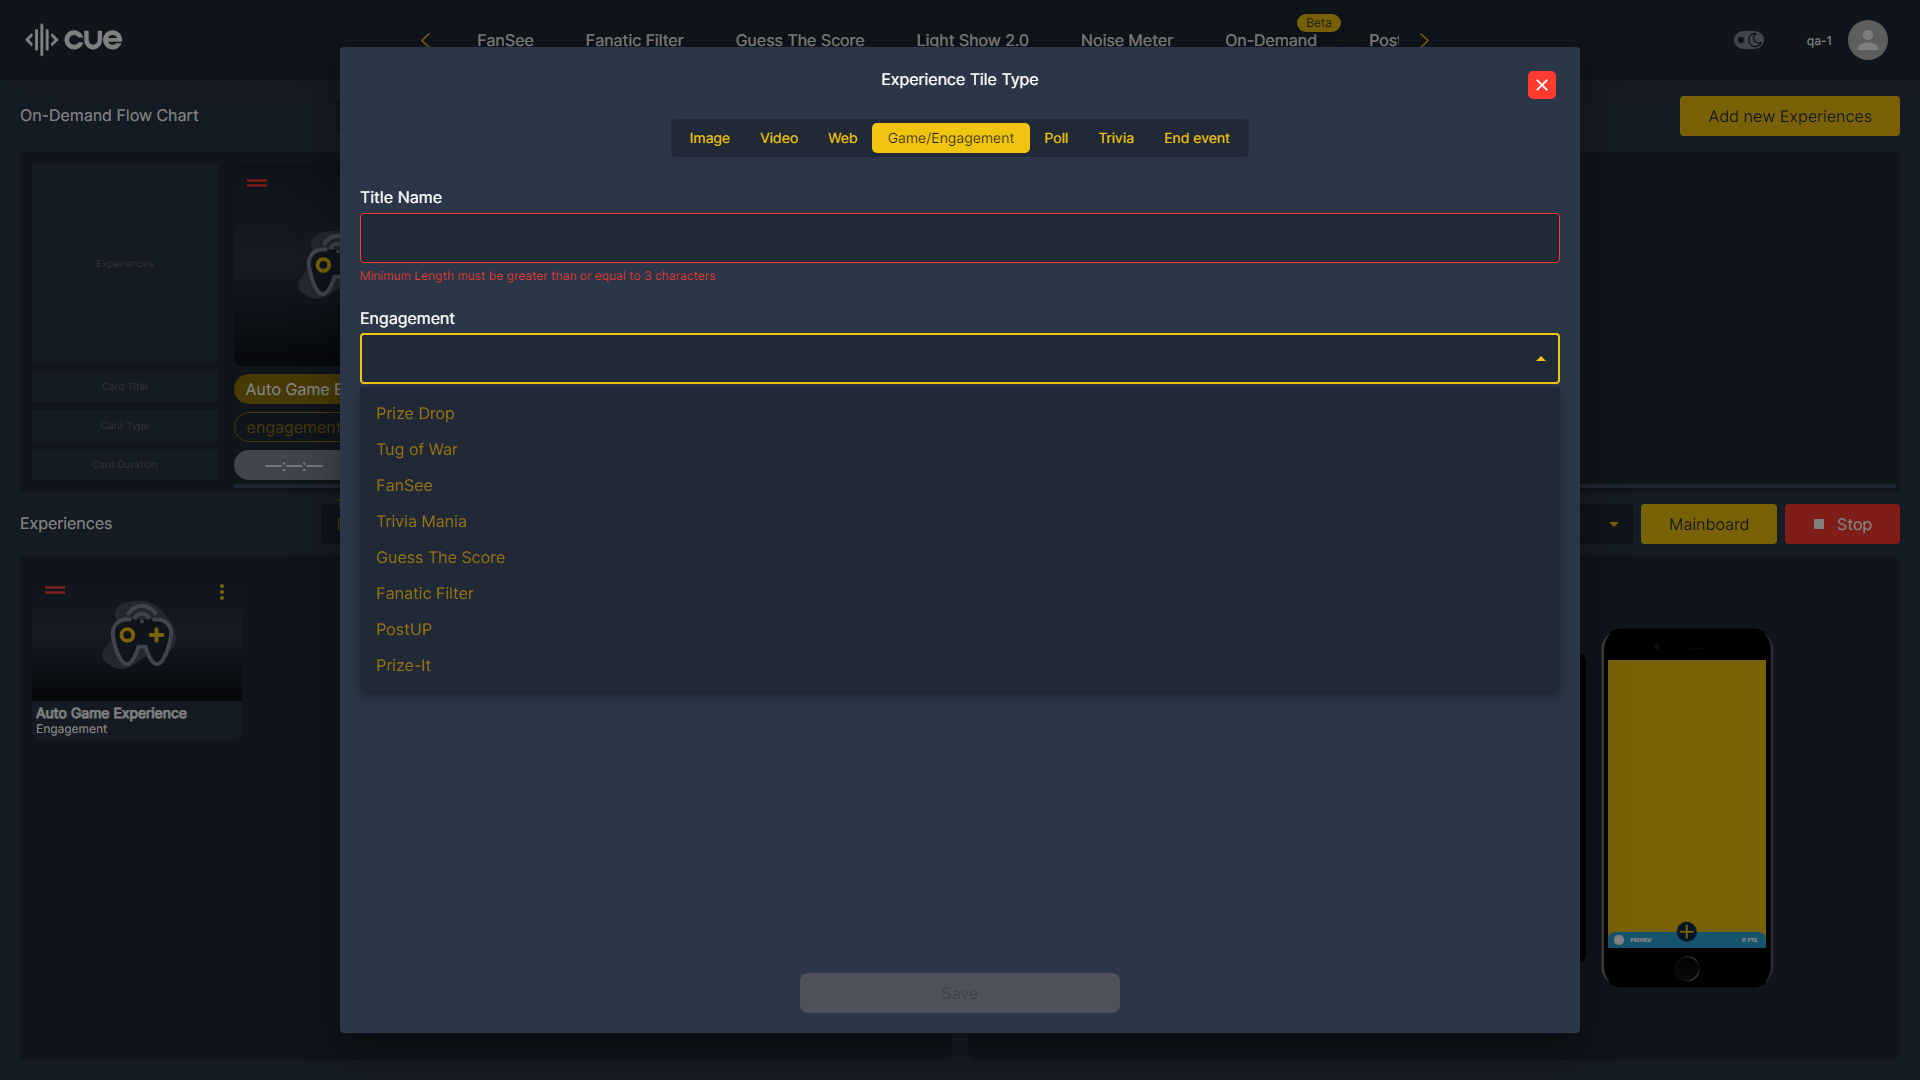 cue
FanSee
Fanatic Filter
Guess The Score
Light Show 2.0
Noise Meter
Beta
On-Demand
Post
qa-1
On-Demand Flow Chart
Add new Experiences
Experience Tile Type
Image
Video
Web
Game/Engagement
Poll
Trivia
End event
Title Name
Minimum Length must be greater than or equal to 3 characters
Engagement
Prize Drop
Tug of War
FanSee
Trivia Mania
Guess The Score
Fanatic Filter
PostUP
Prize-It
Save
Experiences
Card Title
Card Type
Card Duration
Auto Game E
engagement
—:—:—
Experiences
Mainboard
Stop
Auto Game Experience
Engagement
PREVIEW
0 PTS.